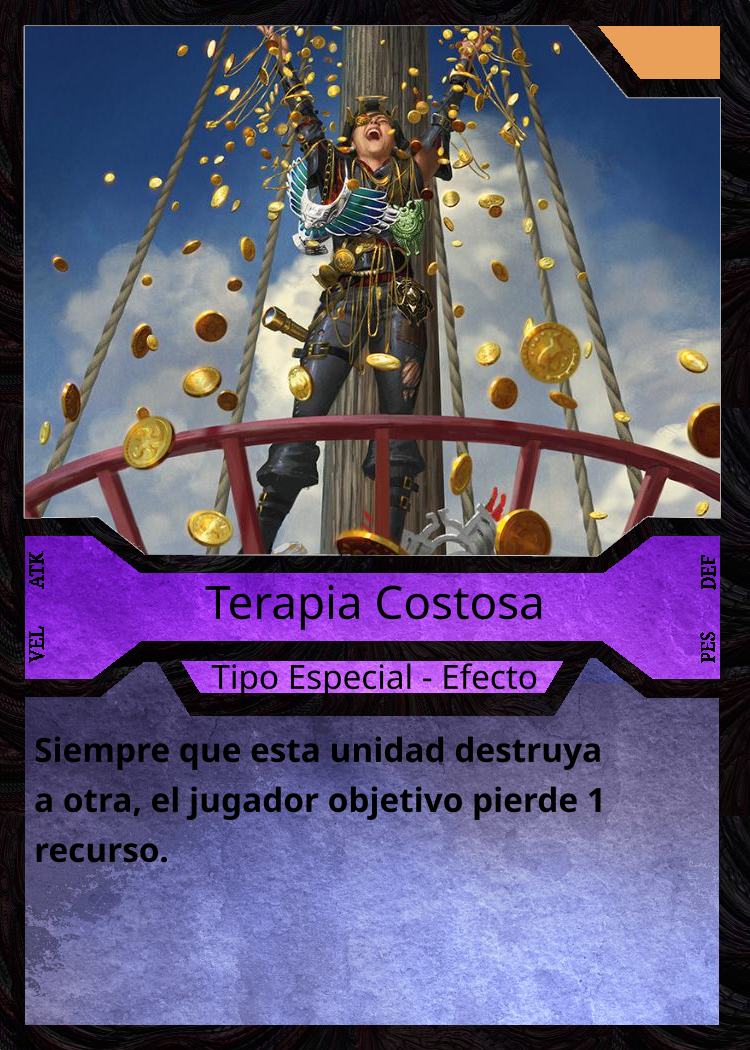 ATK
VEL
DEF
PES
Terapia Costosa
Tipo Especial - Efecto
Siempre que esta unidad destruya
a otra, el jugador objetivo pierde 1
recurso.